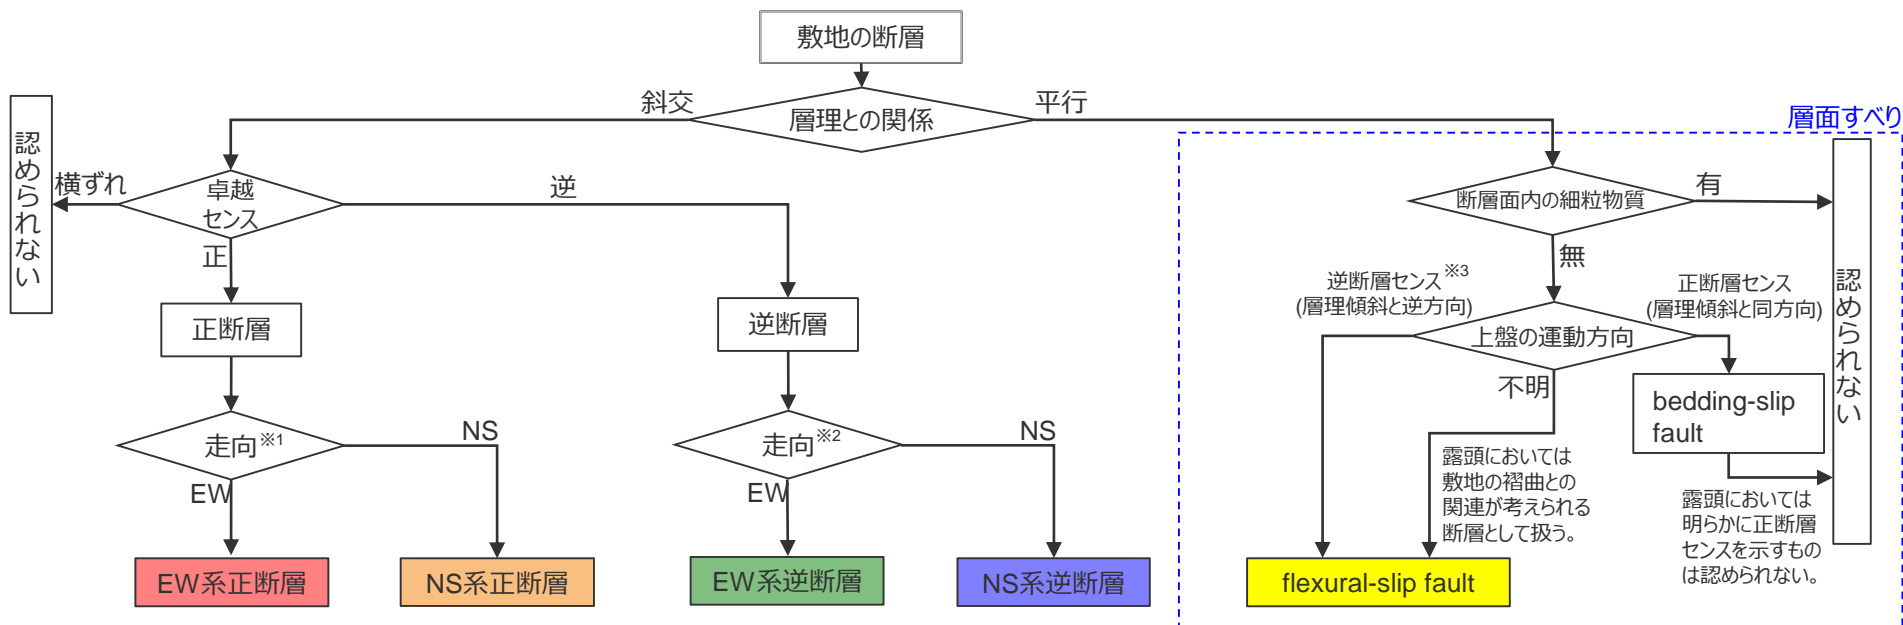 敷地の断層
層理との関係
斜交
平行
層面すべり
認められない
横ずれ
卓越
センス
逆
正
正断層
逆断層
走向※1
NS
EW
走向※2
NS
EW
EW系正断層
NS系正断層
EW系逆断層
NS系逆断層
断層面内の細粒物質
有
無
逆断層センス※3
(層理傾斜と逆方向)
正断層センス
(層理傾斜と同方向)
上盤の運動方向
不明
bedding-slip
fault
認められない
露頭においては
敷地の褶曲との
関連が考えられる
断層として扱う。
露頭においては
明らかに正断層
センスを示すもの
は認められない。
flexural-slip fault